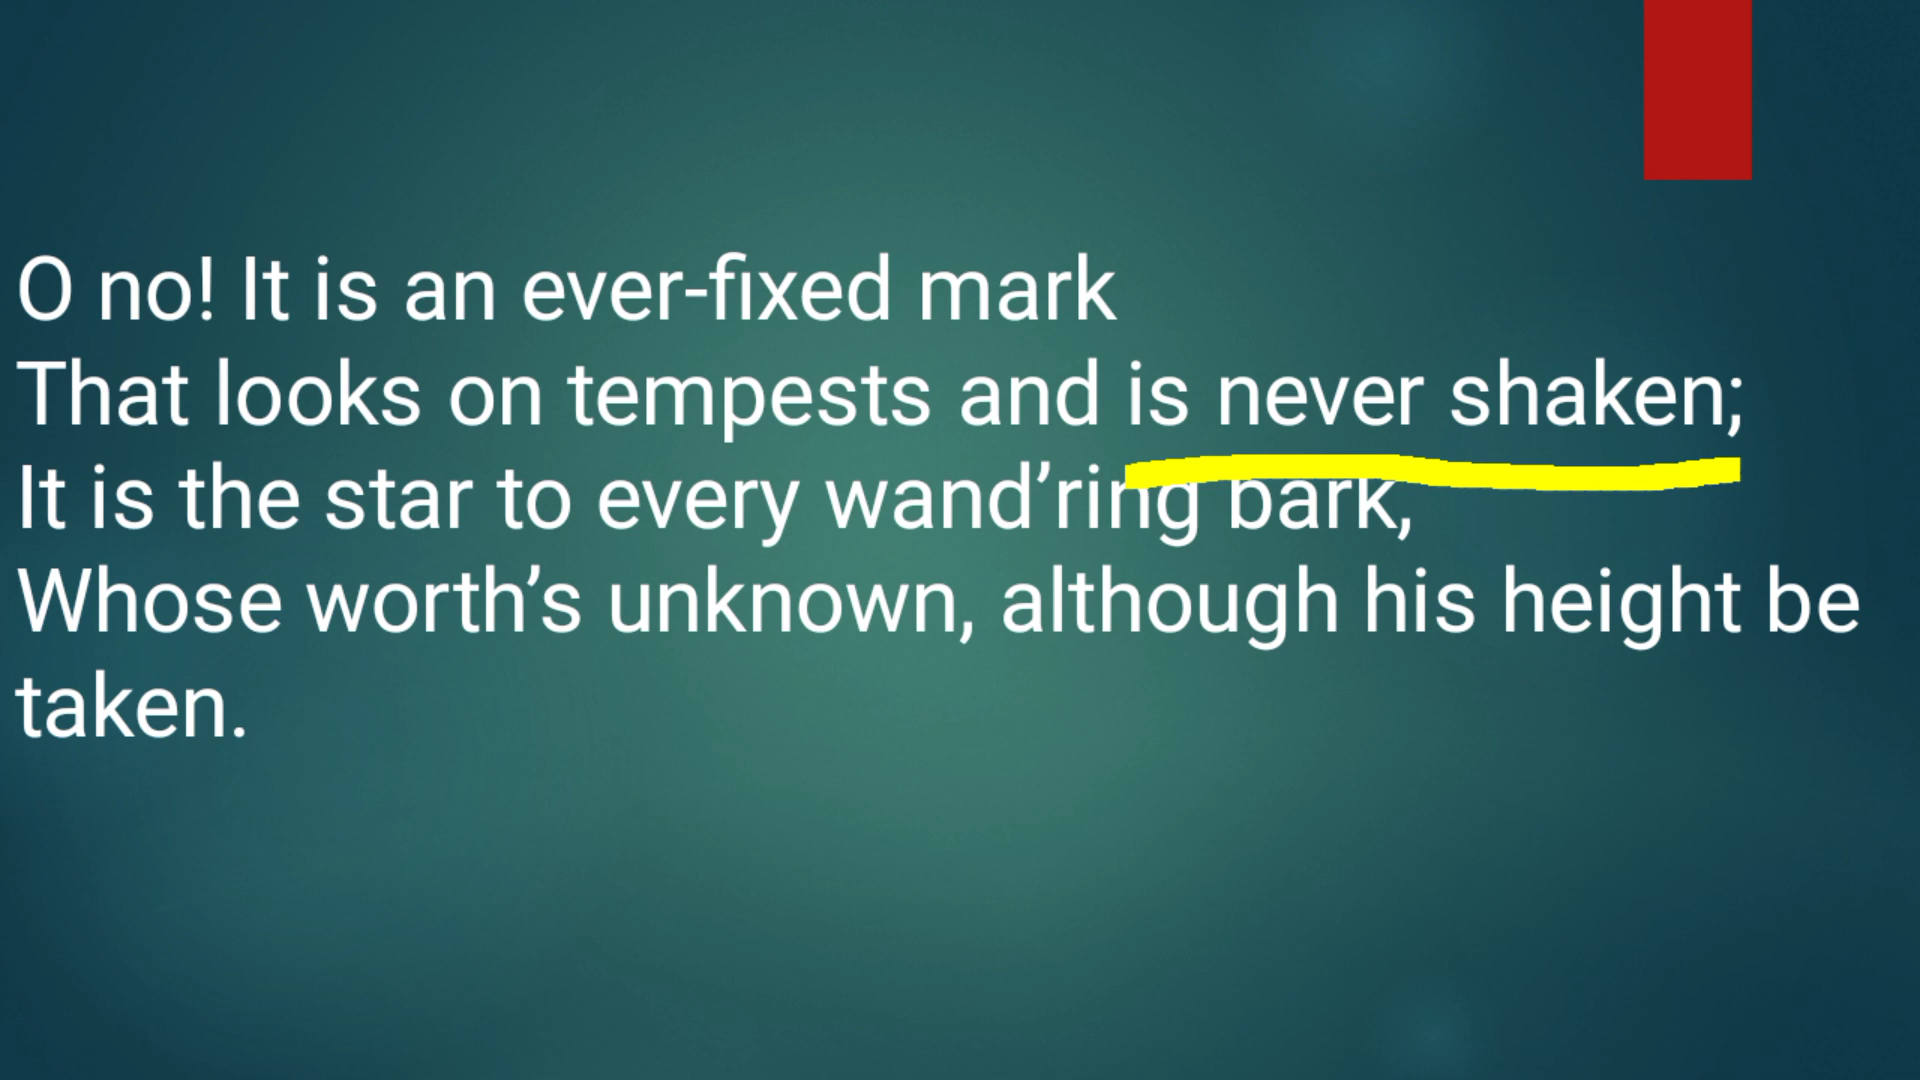 O no! It is an ever-fixed mark
That looks on tempests and is never shaken;
It is the star to every wand’ring bark,
Whose worth’s unknown, although his height be
taken.